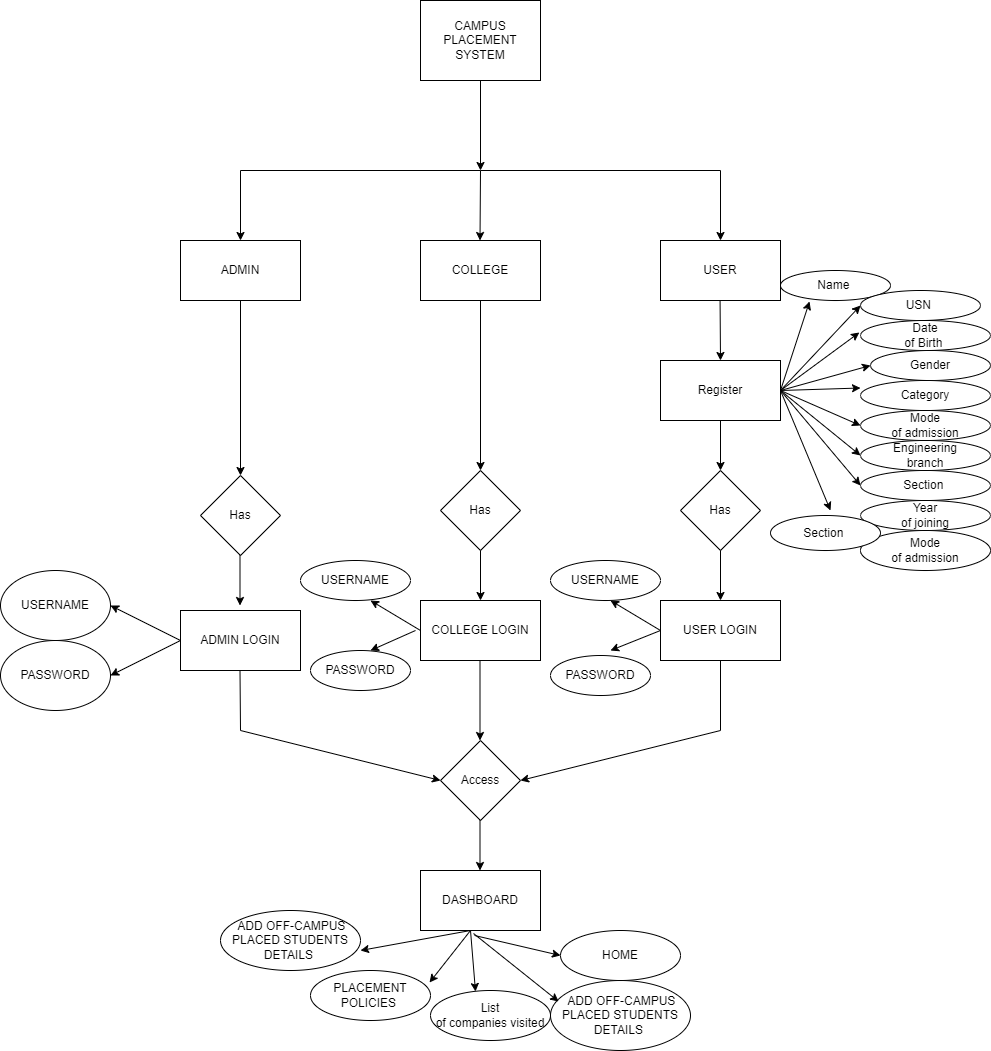 CAMPUS
PLACEMENT
SYSTEM
ADMIN
COLLEGE
USER
Name
USN
Date
of Birth
Gender
Register
Category
Mode
of admission
Engineering
branch
Section
Year
of joining
Section
Mode
of admission
Has
Has
Has
USERNAME
PASSWORD
ADMIN LOGIN
USERNAME
PASSWORD
COLLEGE LOGIN
USERNAME
PASSWORD
USER LOGIN
Access
DASHBOARD
ADD OFF-CAMPUS
PLACED STUDENTS
DETAILS
PLACEMENT
POLICIES
List
of companies visited
HOME
ADD OFF-CAMPUS
PLACED STUDENTS
DETAILS